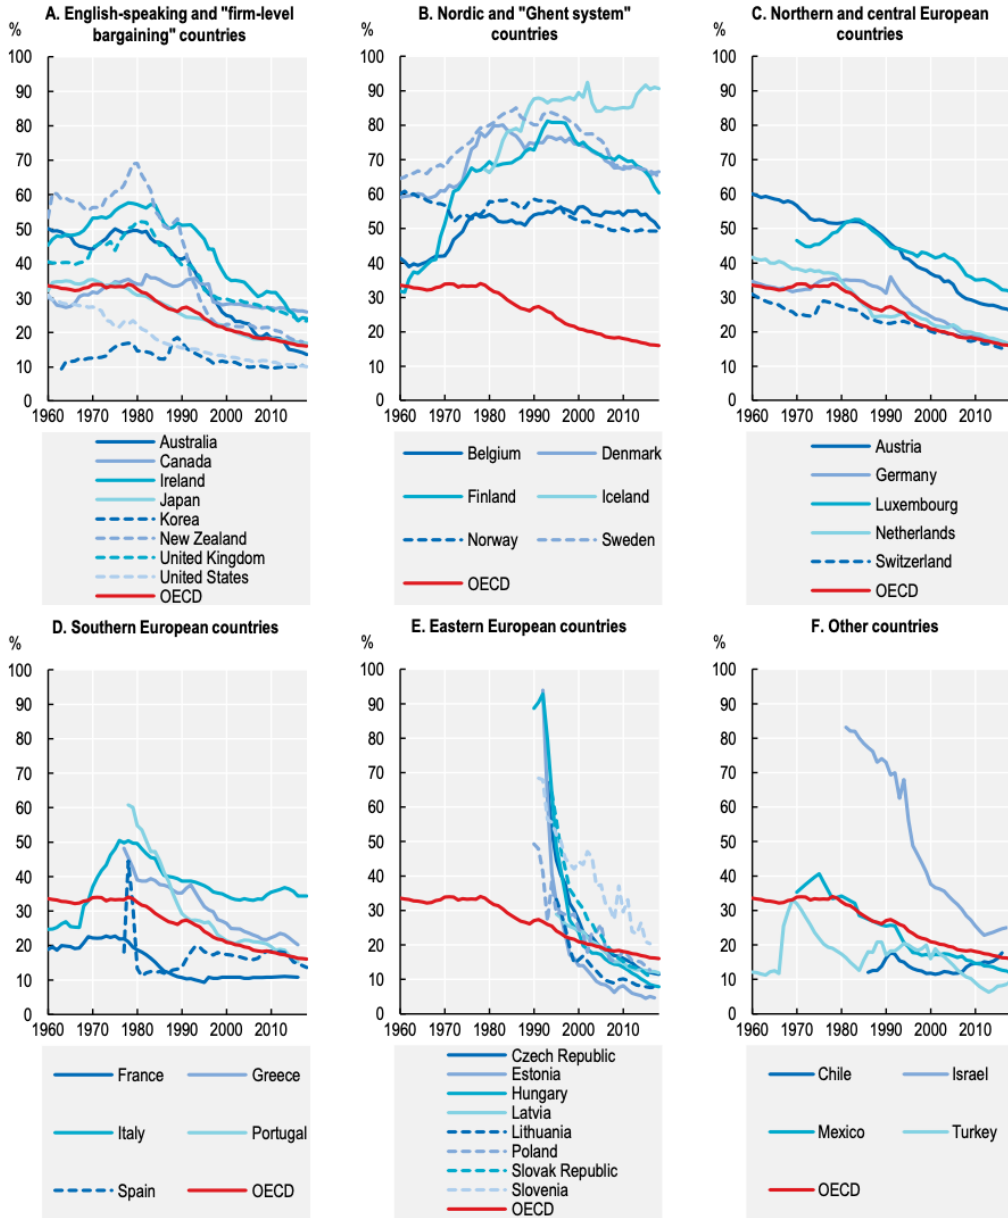 A. English-speaking and "firm-level
bargaining" countries
%
100
90
80
70
60
50
40
30
20
10
0
1960 1970 1980 1990 2000 2010
Australia
Canada
Ireland
Japan
Korea
New Zealand
United Kingdom
United States
OECD
B. Nordic and "Ghent system"
countries
%
100
90
80
70
60
50
40
30
20
10
0
1960 1970 1980 1990 2000 2010
Belgium Denmark
Finland Iceland
Norway Sweden
OECD
C. Northern and central European
countries
%
100
90
80
70
60
50
40
30
20
10
0
1960 1970 1980 1990 2000 2010
Austria
Germany
Luxembourg
Netherlands
Switzerland
OECD
D. Southern European countries
%
100
90
80
70
60
50
40
30
20
10
0
1960 1970 1980 1990 2000 2010
France Greece
Italy Portugal
Spain OECD
E. Eastern European countries
%
100
90
80
70
60
50
40
30
20
10
0
1960 1970 1980 1990 2000 2010
Czech Republic
Estonia
Hungary
Latvia
Lithuania
Poland
Slovak Republic
Slovenia
OECD
F. Other countries
%
100
90
80
70
60
50
40
30
20
10
0
1960 1970 1980 1990 2000 2010
Chile Israel
Mexico Turkey
OECD